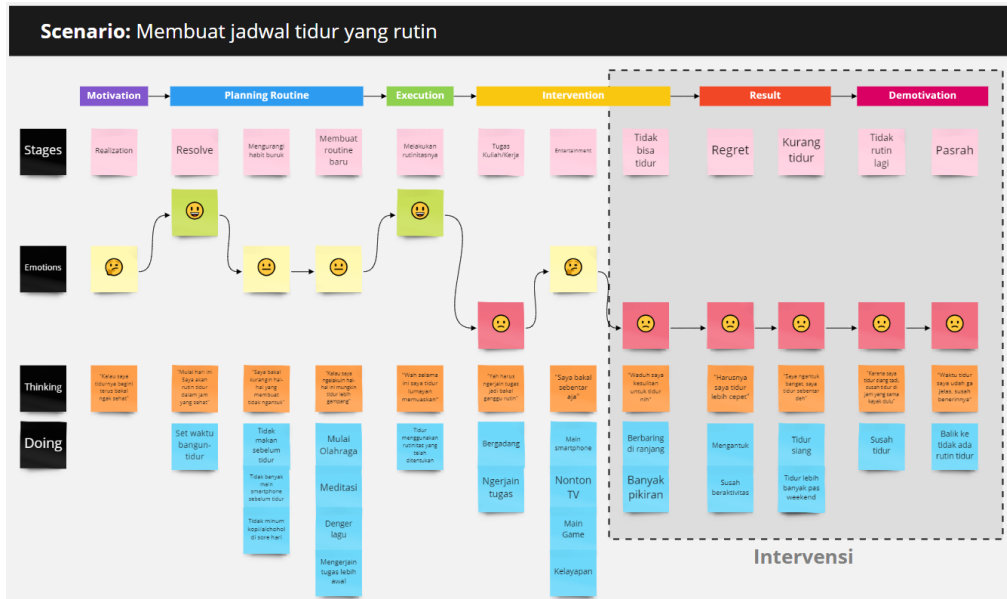 Scenario: Membuat jadwal tidur yang rutin
Motivation
Planning Routine
Execution
Intervention
Result
Demotivation
Stages
Realization
Resolve
Mengurangi
habit buruk
Membuat
routine
baru
Melakukan
rutinitasnya
Tugas
Kuliah/Kerja
Entertainment
Tidak
bisa
tidur
Regret
Kurang
tidur
Tidak
rutin
lagi
Pasrah
Emotions
Thinking
"Kalau saya
tidurnya begini
terus bakal
ngak sehat"
"Mulai hari ini
Saya akan
rutin tidur
dalam jam
yang sehat"
"Saya bakal
kurangin hal-
hal yang
membuat
tidak ngantuk"
"Kalau saya
ngelakuin hal-
hal ini mungkin
tidur lebih
gampang"
"Wah selama
ini saya tidur
lumayan
memuaskan"
"Yah harus
ngerjain tugas
jadi bakal
ganggu rutin"
"Saya bakal
sebentar
aja"
"Waduh saya
kesulitan
untuk tidur
nih"
"Harusnya
saya tidur
lebih cepet"
"Saya ngantuk
banget, saya
tidur sebentar
deh"
"Karena saya
tidur siang tadi,
susah tidur di
jam yang sama
kayak dulu"
"Waktu tidur
saya udah ga
jelas, susah
benerinnya"
Doing
Set waktu
bangun-
tidur
Tidak
makan
sebelum
tidur
Tidak banyak
main
smartphone
sebelum tidur
Tidak minum
kopi/alchohol
di sore hari
Mulai
Olahraga
Meditasi
Denger
lagu
Mengerjain
tugas lebih
awal
Tidur
menggunakan
rutinitas yang
telah
ditentukan
Bergadang
Ngerjain
tugas
Main
smartphone
Nonton
TV
Main
Game
Kelayapan
Berbaring
di ranjang
Banyak
pikiran
Mengantuk
Susah
beraktivitas
Tidur
siang
Tidur lebih
banyak pas
weekend
Susah
tidur
Balik ke
tidak ada
rutin tidur
Intervensi